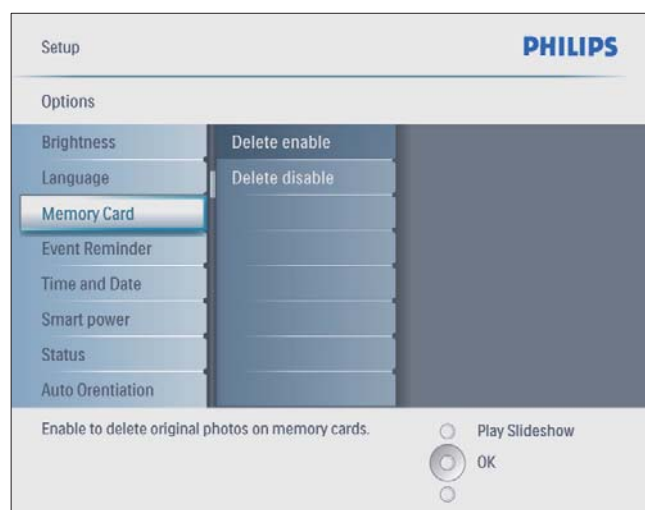 Setup
PHILIPS
Options
Brightness
Delete enable
Language
Delete disable
Memory Card
Event Reminder
Time and Date
Smart power
Status
Auto Orentiation
Enable to delete original photos on memory cards.
Play Slideshow
OK